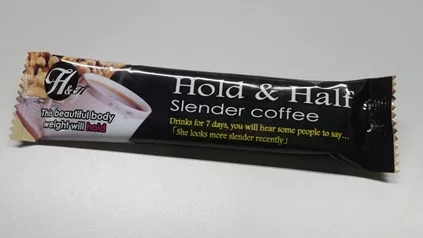 H&H
This beautiful body
weight will hold
Hold & Half
Slender coffee
Drinks for 7 days, you will hear some people to say...
「She looks more slender recently」